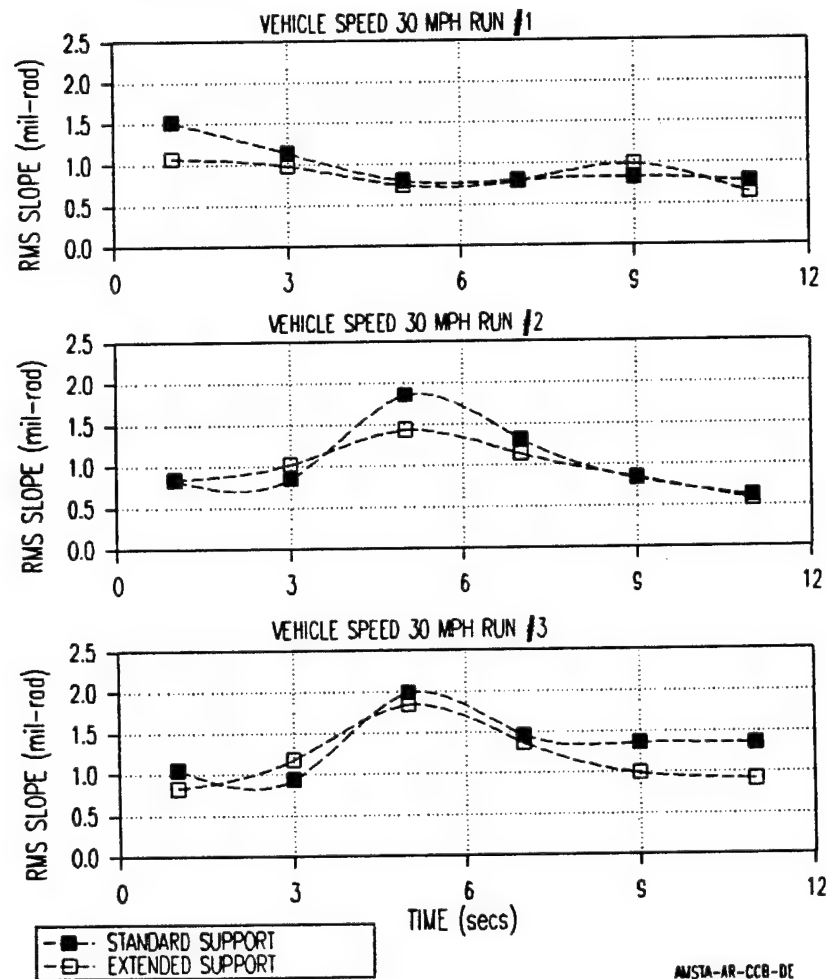 VEHICLE SPEED 30 MPH RUN #1
RMS SLOPE (mil-rad)
2.5
2.0
1.5
1.0
0.5
0.0
0 3 6 9 12
VEHICLE SPEED 30 MPH RUN #2
RMS SLOPE (mil-rad)
2.5
2.0
1.5
1.0
0.5
0.0
0 3 6 9 12
VEHICLE SPEED 30 MPH RUN #3
RMS SLOPE (mil-rad)
2.5
2.0
1.5
1.0
0.5
0.0
0 3 6 9 12
TIME (secs)
STANDARD SUPPORT
EXTENDED SUPPORT
AMSTA-AR-CCB-DE